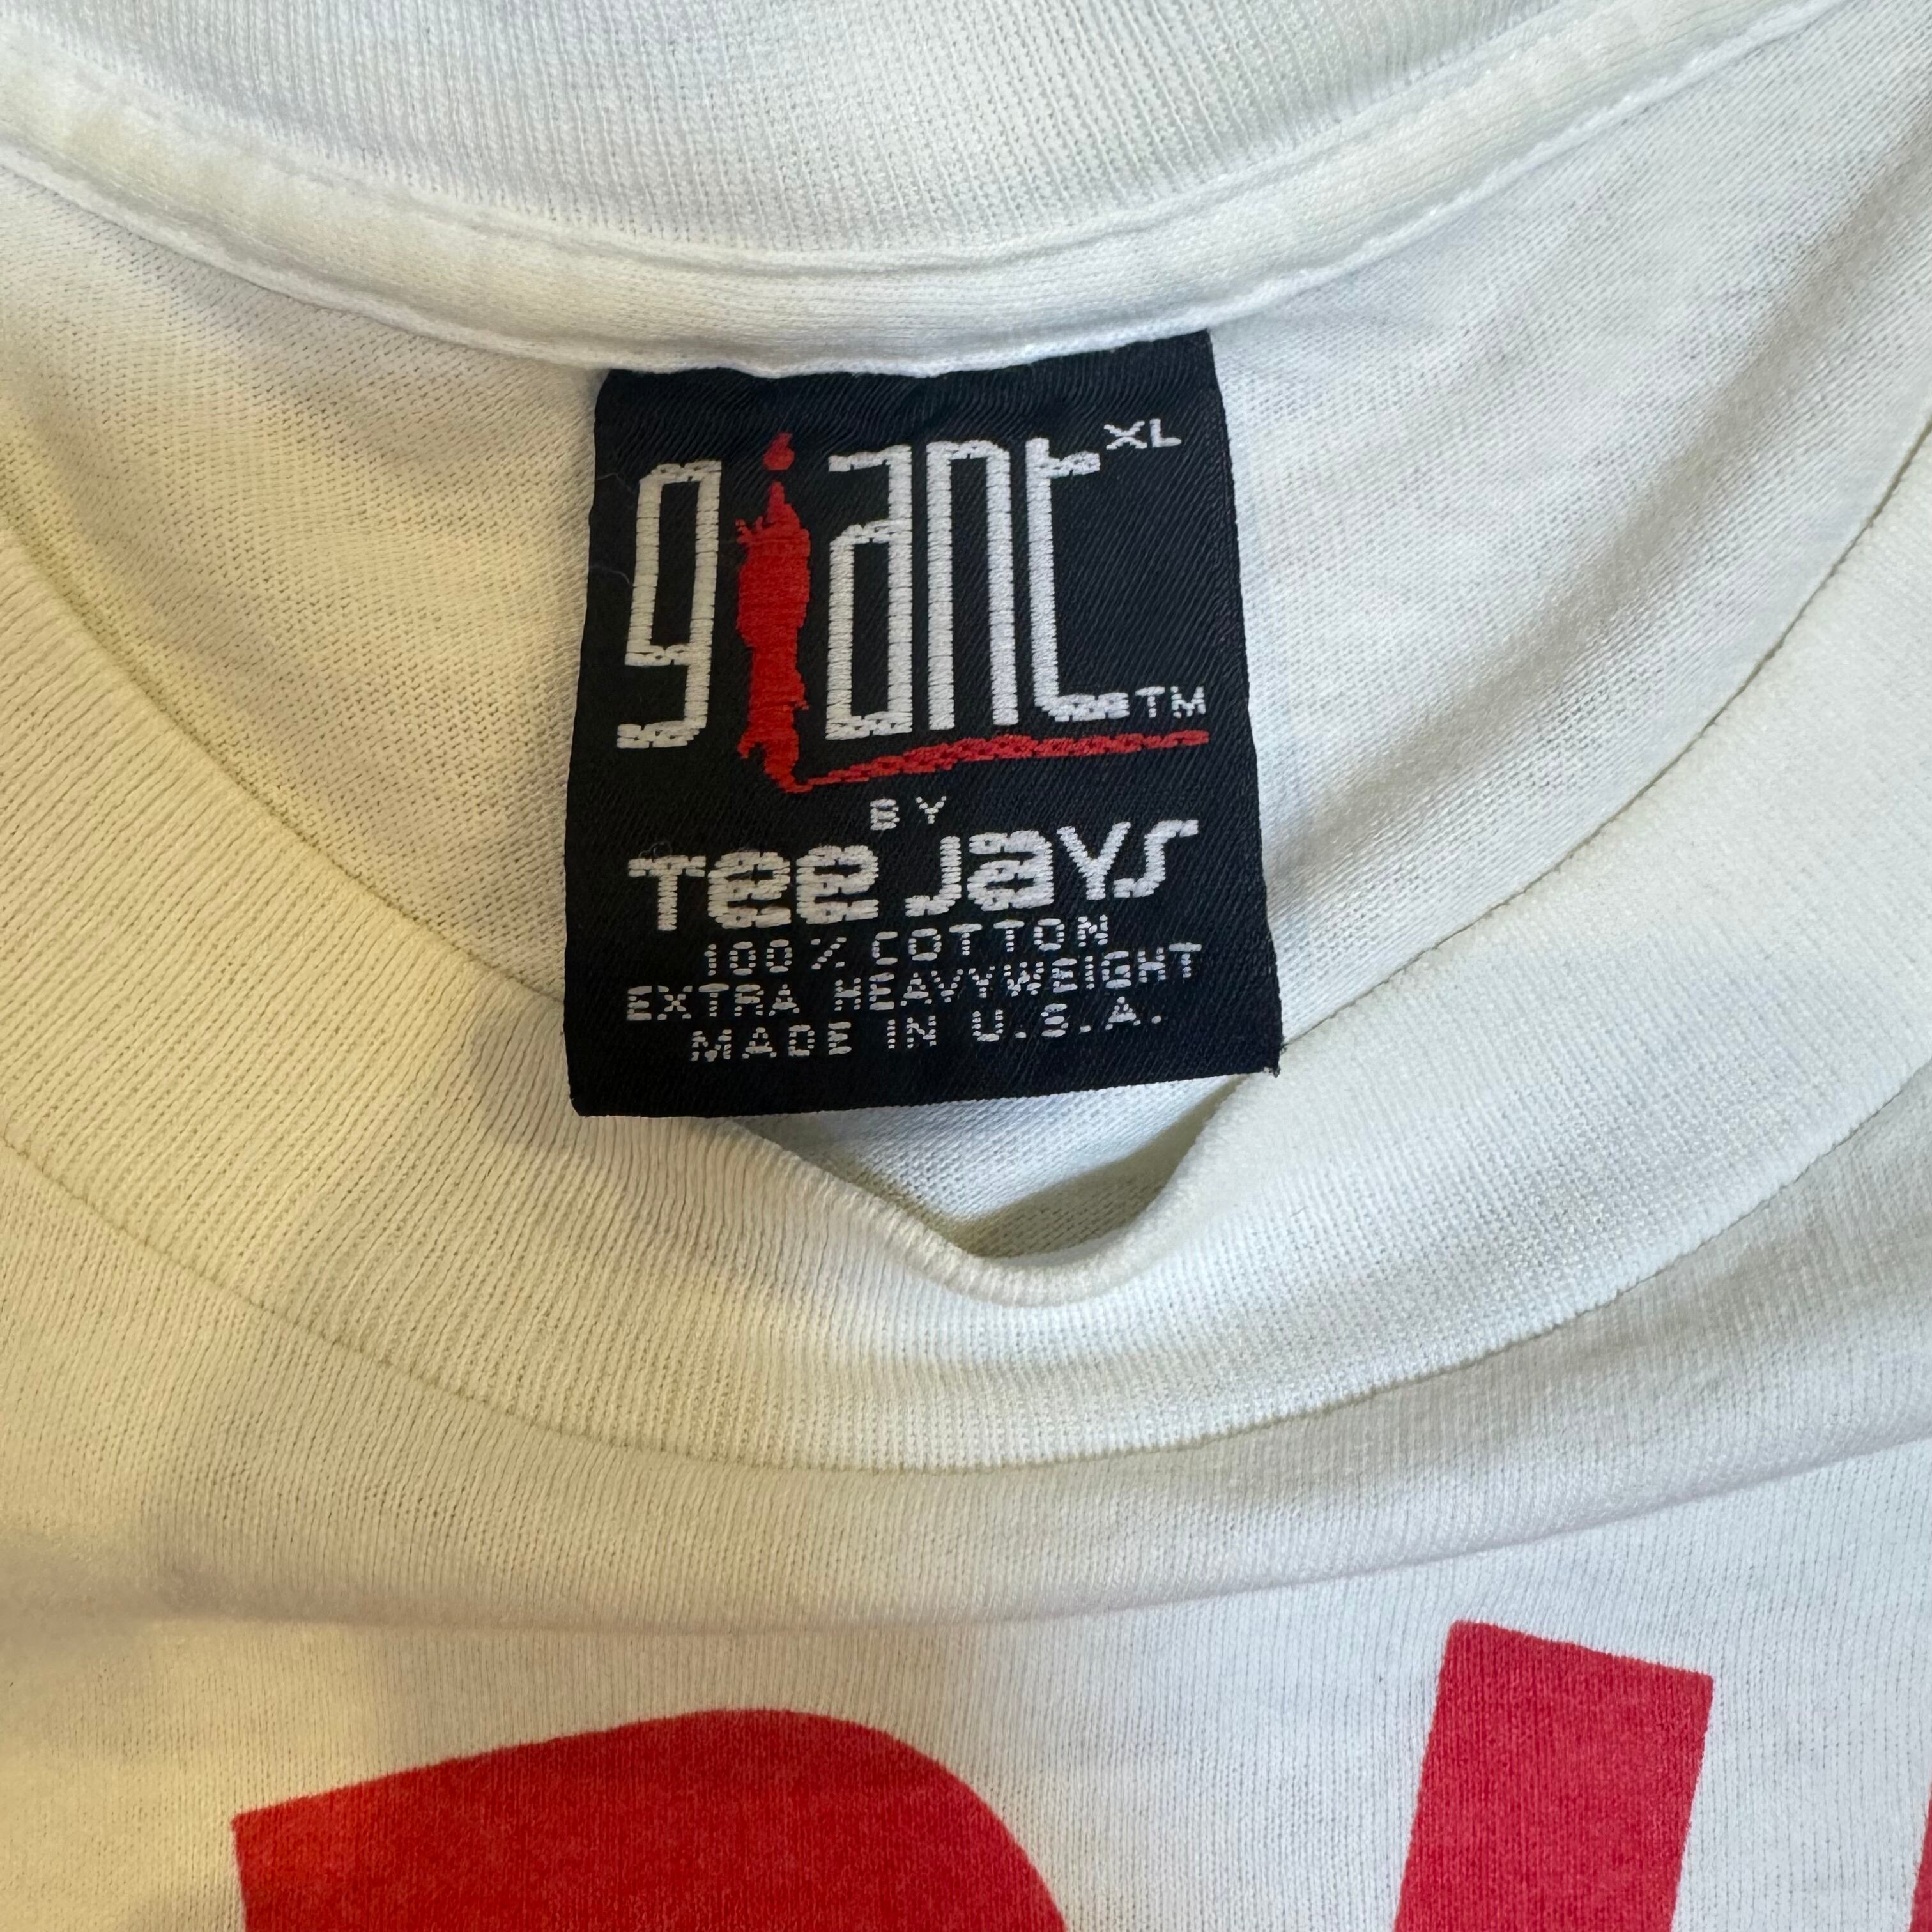 giant XL
TM
BY
Tee Jays
100% COTTON
EXTRA HEAVYWEIGHT
MADE IN U.S.A.